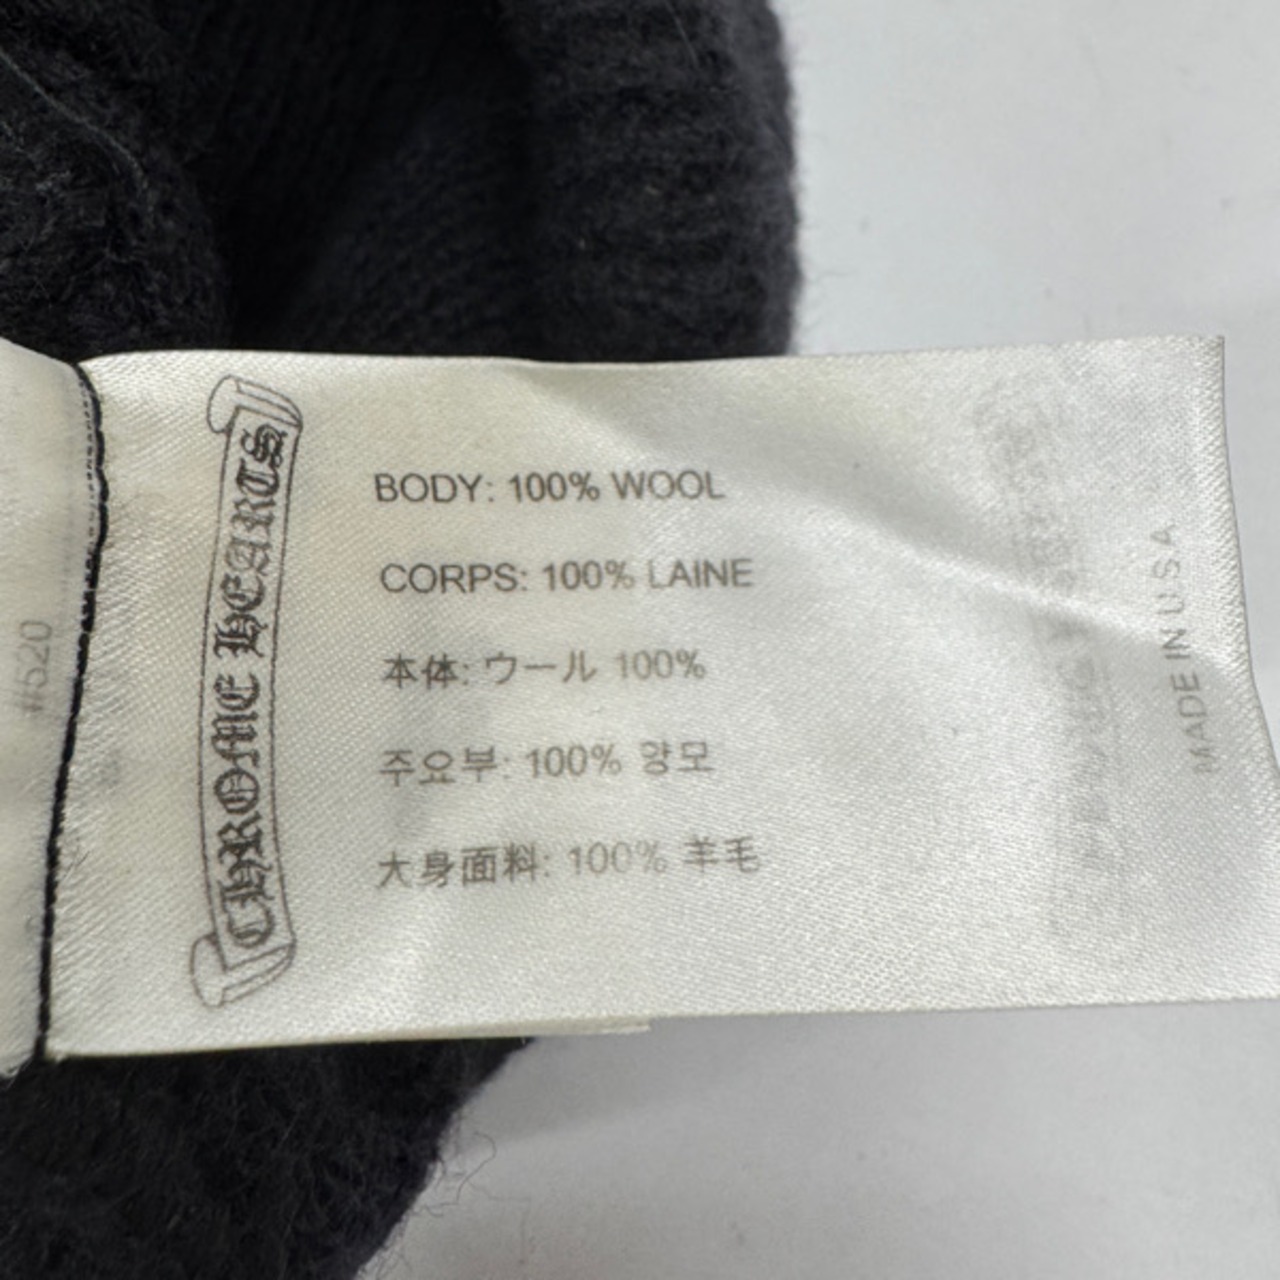 #520
CHROME HEARTS
BODY: 100% WOOL
CORPS: 100% LAINE
本体: ウール 100%
주요부: 100% 양모
大身面料: 100% 羊毛
MADE IN USA